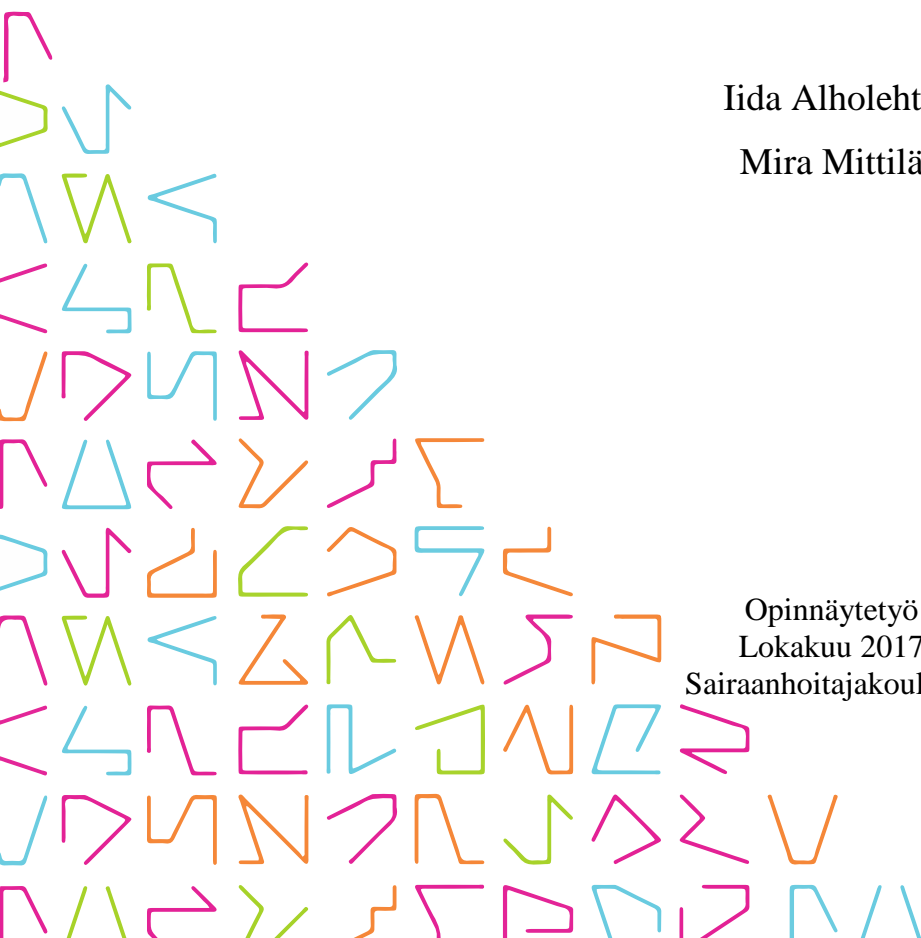 Iida Alholeht
Mira Mittilä
Opinnäytetyö
Lokakuu 2017
Sairaanhoitajakoul